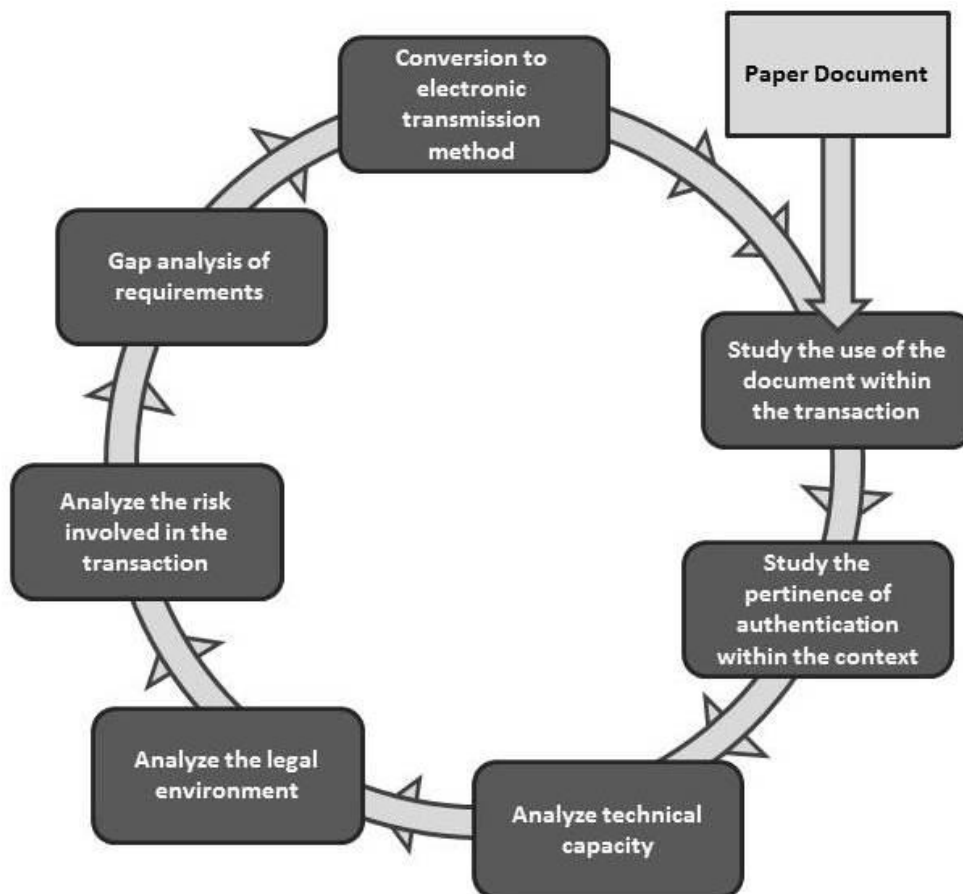 Paper Document
Conversion to
electronic
transmission
method
Study the use of the
document within
the transaction
Study the
pertinence of
authentication
within the context
Analyze technical
capacity
Analyze the legal
environment
Analyze the risk
involved in the
transaction
Gap analysis of
requirements